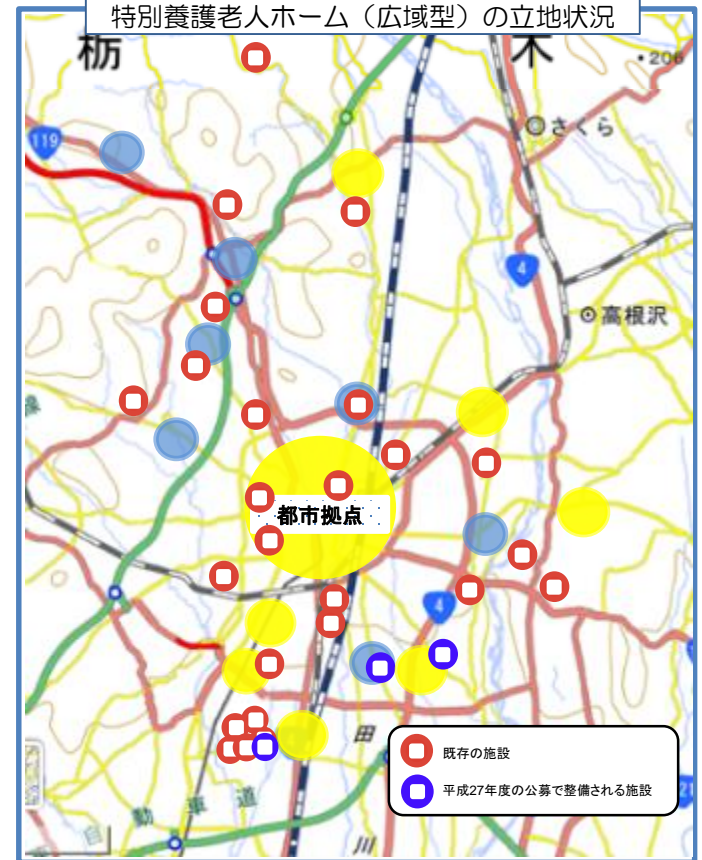 特別養護老人ホーム（広域型）の立地状況
栃
木
・206
119
さくら
4
高根沢
都市拠点
4
田
既存の施設
平成27年度の公募で整備される施設
21
自動車道
川